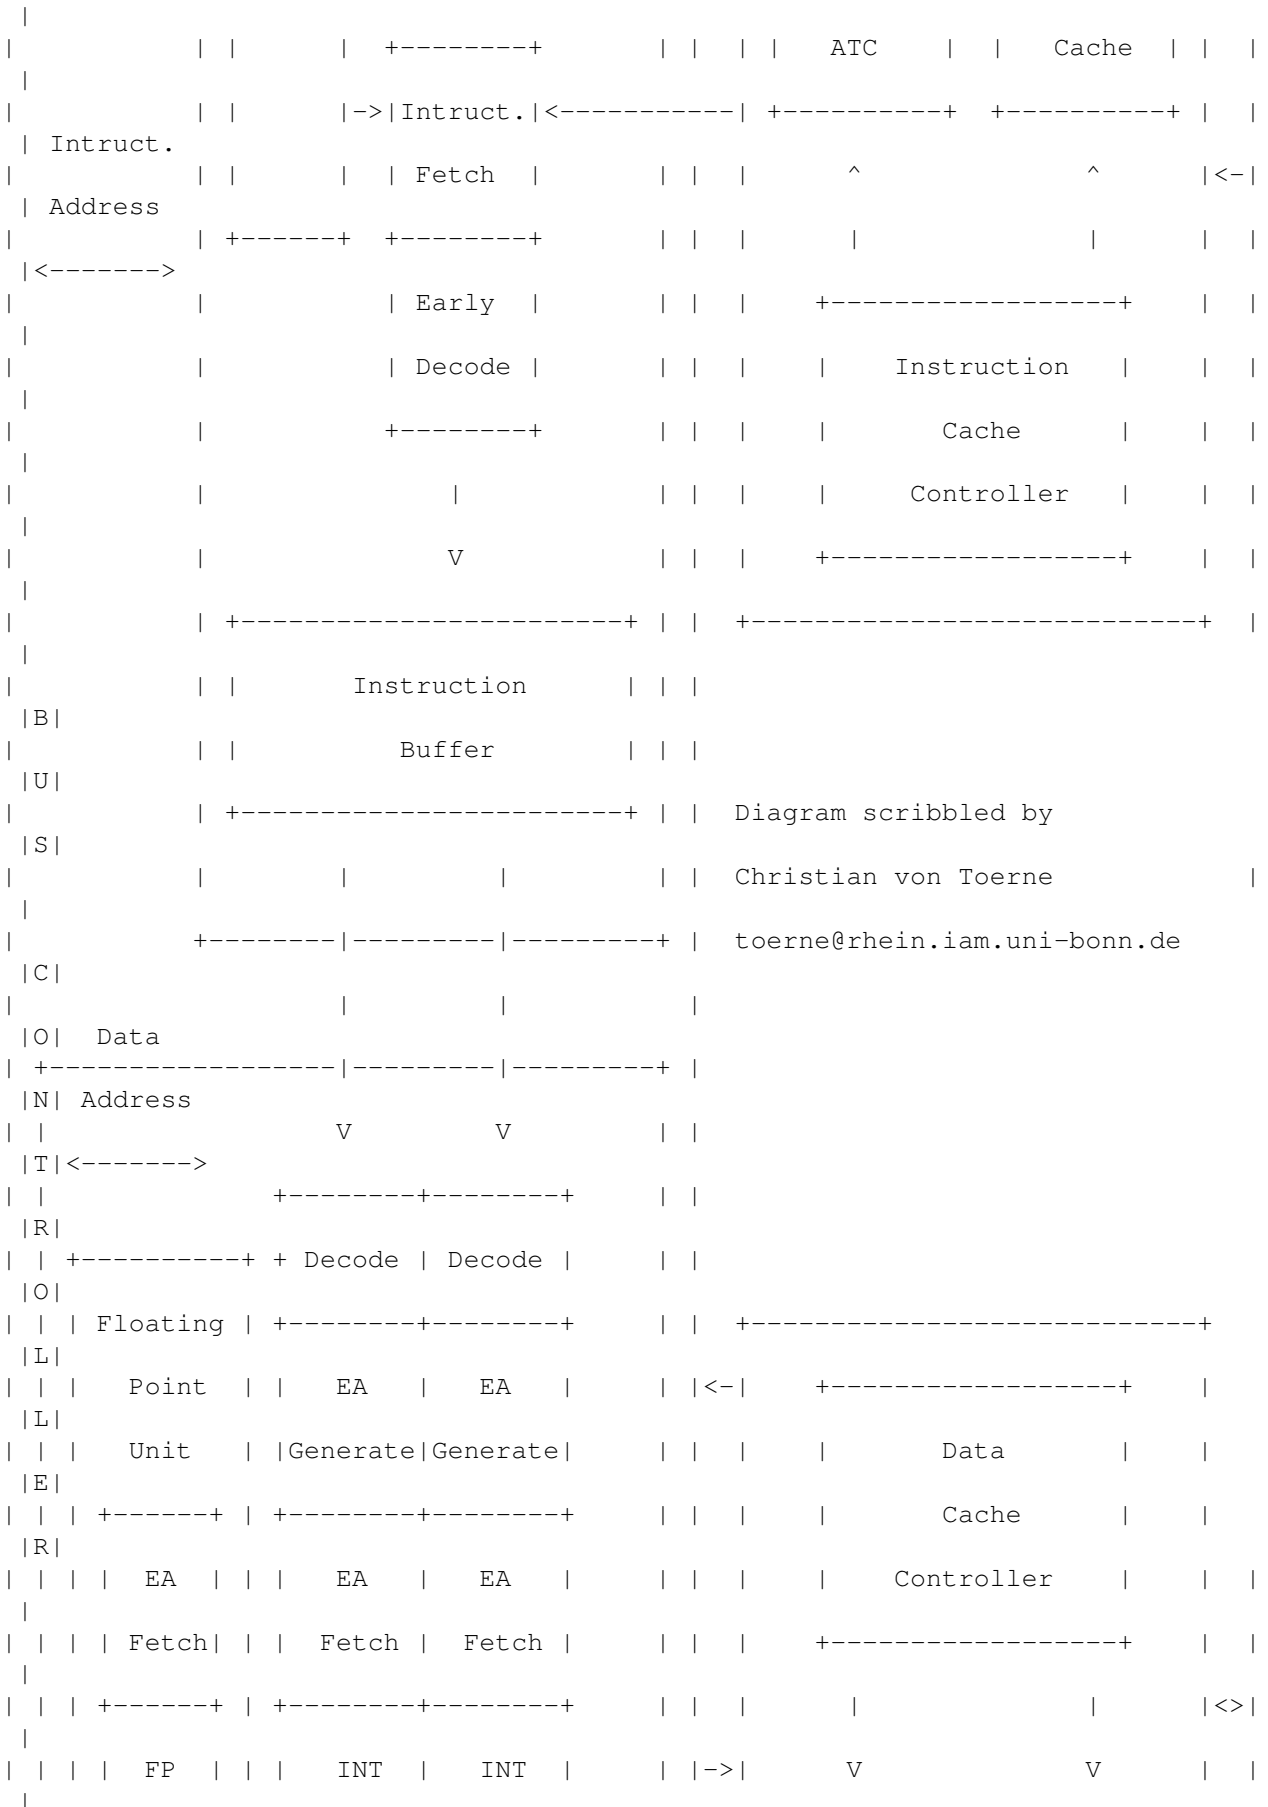 |
|           | |      |  +--------+       | |  | |   ATC    |  |   Cache  | |  |
|
|           | |      |->|Intruct.|<-----------| +----------+  +----------+ |  |
| Intruct.
|           | |      |  | Fetch  |       | |  |      ^              ^      |<-|
| Address
|           | +------+  +--------+       | |  |      |              |      |  |
|<------->
|           |           | Early  |       | |  |    +------------------+    |  |
|
|           |           | Decode |       | |  |    |    Instruction   |    |  |
|
|           |           +--------+       | |  |    |       Cache      |    |  |
|
|           |               |            | |  |    |     Controller   |    |  |
|
|           |               V            | |  |    +------------------+    |  |
|
|           | +------------------------+ | |  +----------------------------+  |
|
|           | |       Instruction      | | |
|B|
|           | |          Buffer        | | |
|U|
|           | +------------------------+ | |  Diagram scribbled by
|S|
|           |        |         |         | |  Christian von Toerne            |
|
|           +--------|---------|---------+ |  toerne@rhein.iam.uni-bonn.de
|C|
|                    |         |           |
|O|  Data
| +------------------|---------|---------+ |
|N| Address
| |                  V         V         | |
|T|<------->
| |              +--------+--------+     | |
|R|
| | +----------+ + Decode | Decode |     | |
|O|
| | | Floating | +--------+--------+     | |  +----------------------------+
|L|
| | |   Point  | |   EA   |   EA   |     | |<-|    +------------------+    |
|L|
| | |   Unit   | |Generate|Generate|     | |  |    |       Data       |    |
|E|
| | | +------+ | +--------+--------+     | |  |    |       Cache      |    |
|R|
| | | |  EA  | | |   EA   |   EA   |     | |  |    |    Controller    |    |  |
|
| | | | Fetch| | |  Fetch |  Fetch |     | |  |    +------------------+    |  |
|
| | | +------+ | +--------+--------+     | |  |      |              |      |<>|
|
| | | |  FP  | | |   INT  |   INT  |     | |->|      V              V      |  |
|